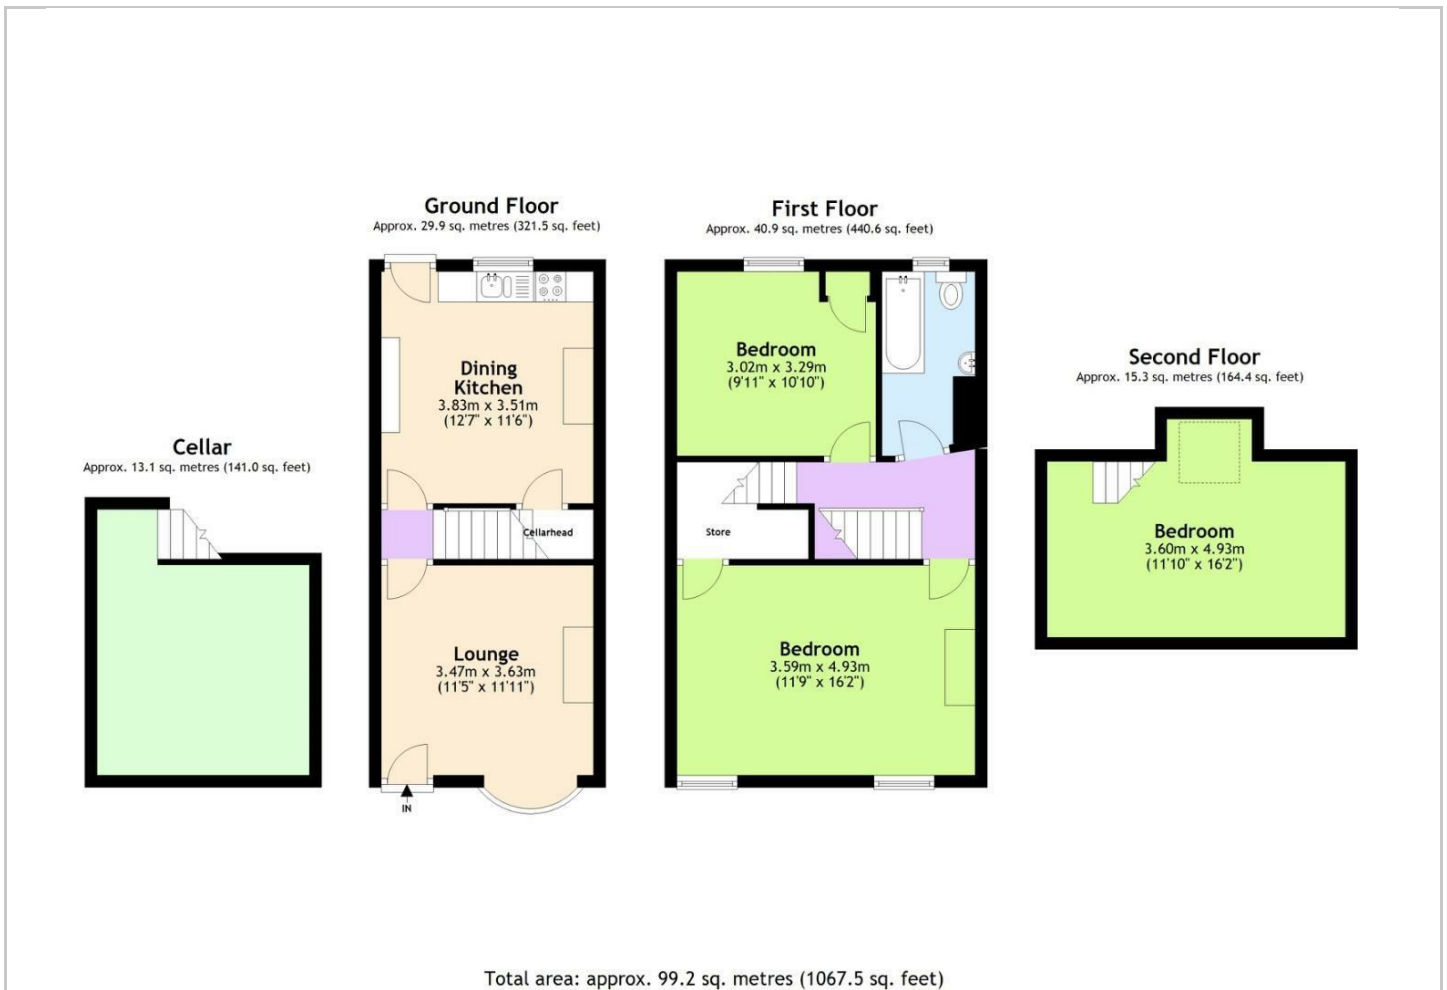 Ground Floor
Approx. 29.9 sq. metres (321.5 sq. feet)
First Floor
Approx. 40.9 sq. metres (440.6 sq. feet)
Second Floor
Approx. 15.3 sq. metres (164.4 sq. feet)
Cellar
Approx. 13.1 sq. metres (141.0 sq. feet)
Dining
Kitchen
3.83m x 3.51m
(12'7" x 11'6")
Cellarhead
Lounge
3.47m x 3.63m
(11'5" x 11'11")
IN
Bedroom
3.02m x 3.29m
(9'11" x 10'10")
Store
Bedroom
3.59m x 4.93m
(11'9" x 16'2")
Bedroom
3.60m x 4.93m
(11'10" x 16'2")
Total area: approx. 99.2 sq. metres (1067.5 sq. feet)